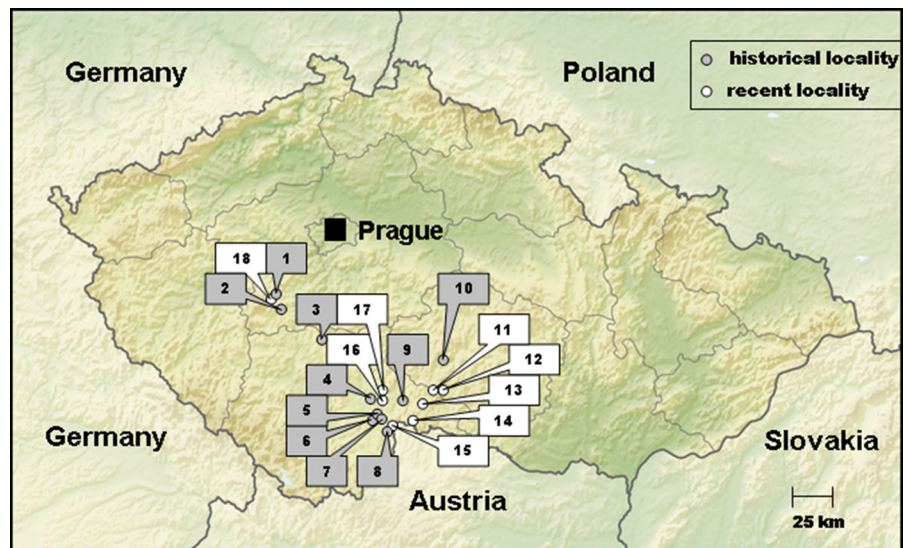 Germany
Poland
historical locality
recent locality
Prague
18
1
2
10
3
17
11
16
9
12
4
13
5
14
6
15
7
8
Germany
Slovakia
Austria
25 km